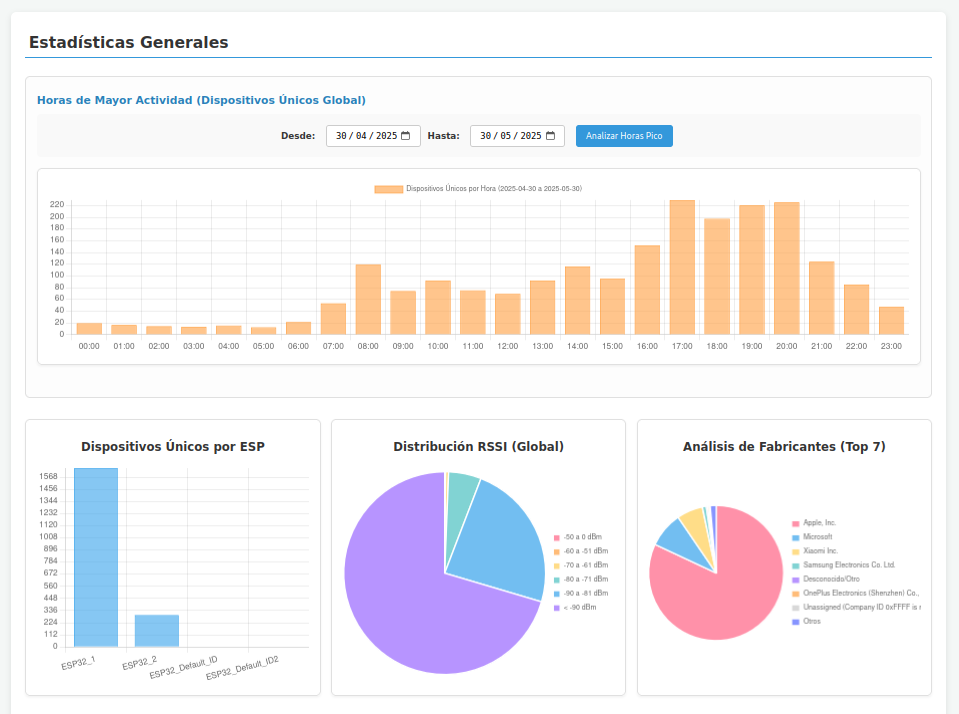 Estadísticas Generales
Horas de Mayor Actividad (Dispositivos Únicos Global)
Desde: 30/04/2025 Hasta: 30/05/2025 Analizar Horas Pico
Dispositivos Únicos por Hora (2025-04-30 a 2025-05-30)
220
200
180
160
140
120
100
80
60
40
20
0
00:00 01:00 02:00 03:00 04:00 05:00 06:00 07:00 08:00 09:00 10:00 11:00 12:00 13:00 14:00 15:00 16:00 17:00 18:00 19:00 20:00 21:00 22:00 23:00
Dispositivos Únicos por ESP
1568
1456
1344
1232
1120
1008
896
784
672
560
448
336
224
112
0
ESP32_1 ESP32_2 ESP32_Default_ID ESP32_Default_ID2
Distribución RSSI (Global)
-50 a 0 dBm
-60 a -51 dBm
-70 a -61 dBm
-80 a -71 dBm
-90 a -81 dBm
< -90 dBm
Análisis de Fabricantes (Top 7)
Apple, Inc.
Microsoft
Xiaomi Inc.
Samsung Electronics Co. Ltd.
Desconocido/Otro
OnePlus Electronics (Shenzhen) Co.,
Unassigned (Company ID 0xFFFF is r
Otros